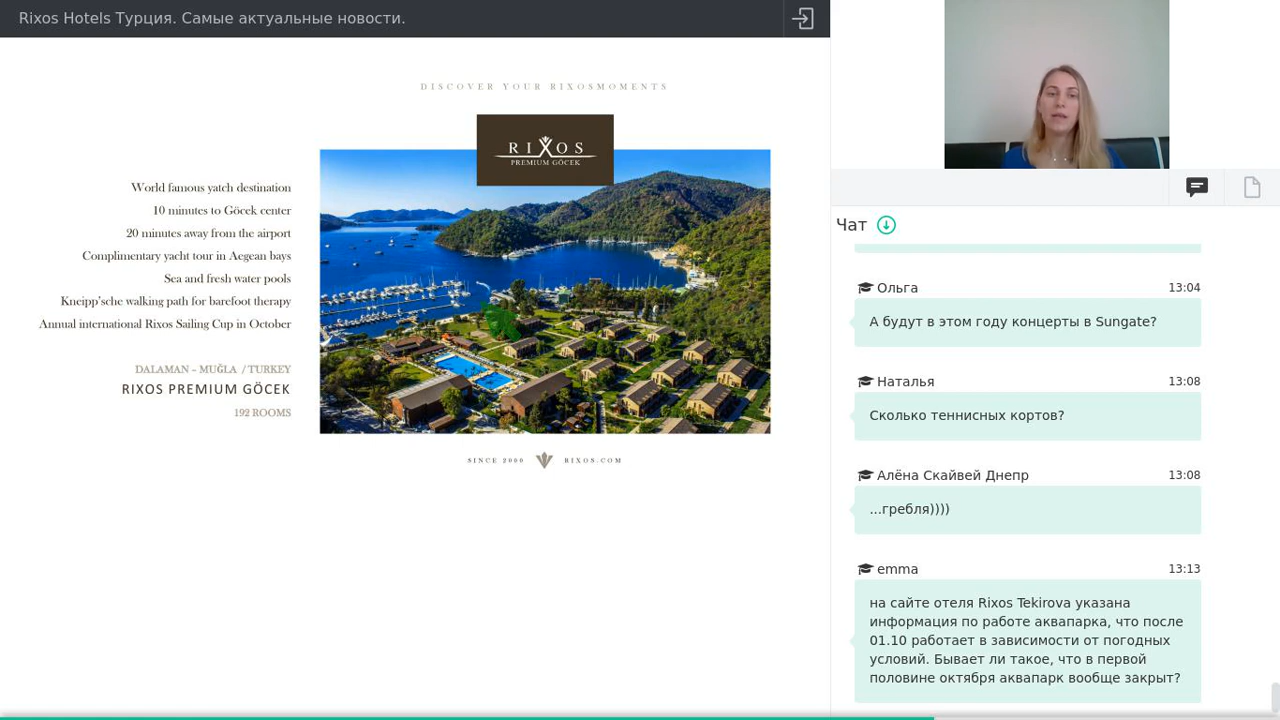 Rixos Hotels Турция. Самые актуальные новости.
DISCOVER YOUR RIXOSMOMENTS
RIXOS
PREMIUM GÖCEK
World famous yatch destination
10 minutes to Göcek center
20 minutes away from the airport
Complimentary yacht tour in Aegean bays
Sea and fresh water pools
Kneipp'sche walking path for barefoot therapy
Annual international Rixos Sailing Cup in October
DALAMAN – MUĞLA / TURKEY
RIXOS PREMIUM GÖCEK
192 ROOMS
SINCE 2000 RIXOS.COM
Чат
Ольга 13:04
А будут в этом году концерты в Sungate?
Наталья 13:08
Сколько теннисных кортов?
Алёна Скайвей Днепр 13:08
...гребля))))
emma 13:13
на сайте отеля Rixos Tekirova указана
информация по работе аквапарка, что после
01.10 работает в зависимости от погодных
условий. Бывает ли такое, что в первой
половине октября аквапарк вообще закрыт?